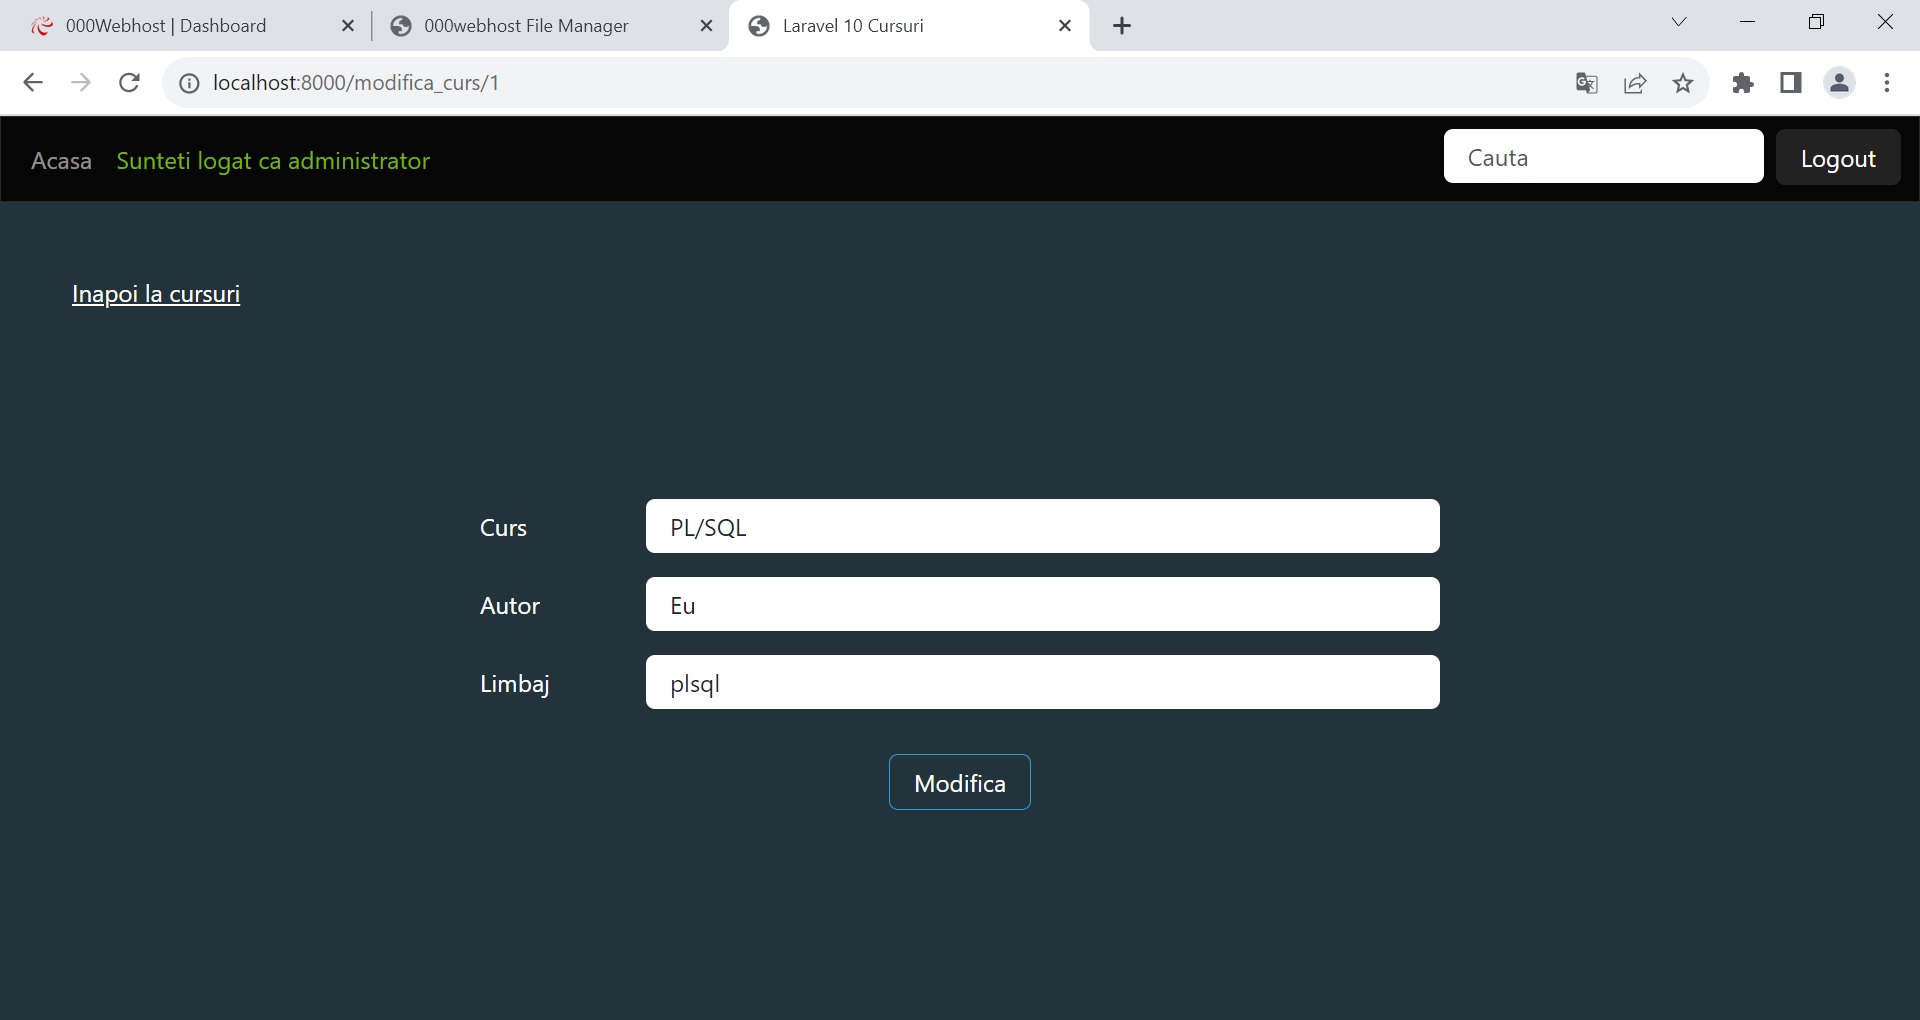 000Webhost | Dashboard
000webhost File Manager
Laravel 10 Cursuri
localhost:8000/modifica_curs/1
Acasa
Sunteti logat ca administrator
Cauta
Logout
Inapoi la cursuri
Curs
PL/SQL
Autor
Eu
Limbaj
plsql
Modifica